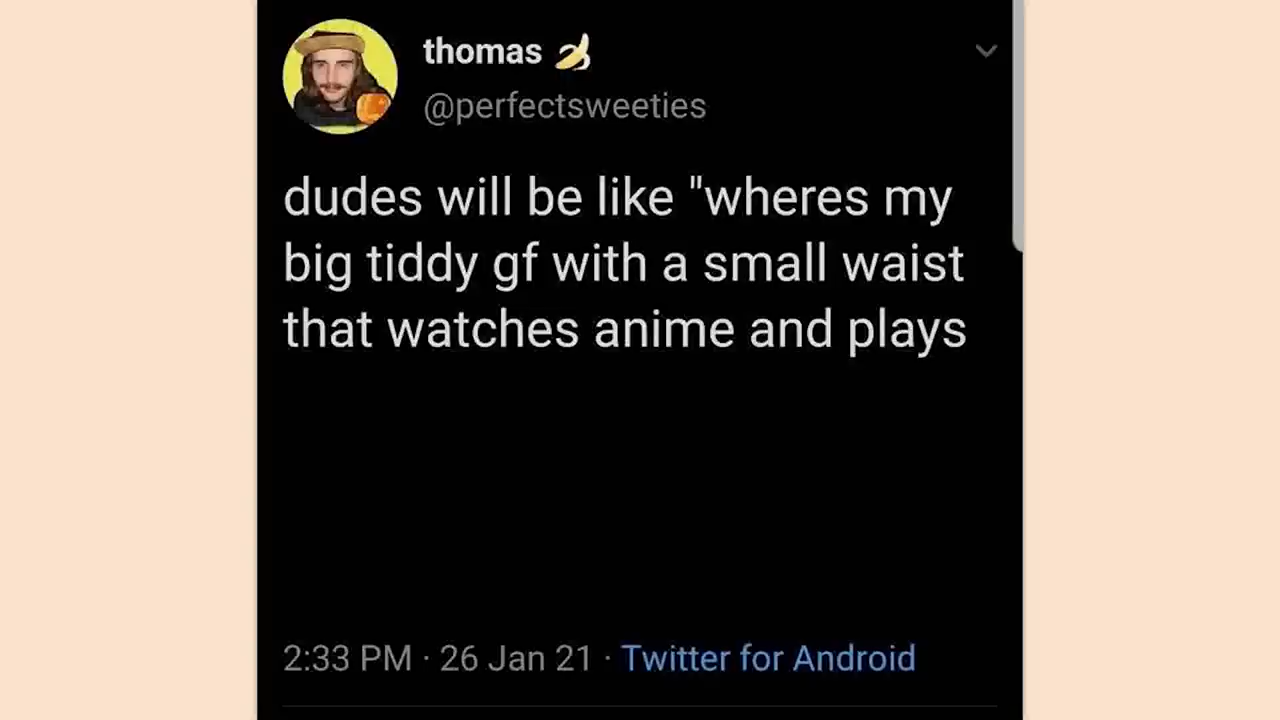 thomas 🍌
@perfectsweeties
dudes will be like "wheres my
big tiddy gf with a small waist
that watches anime and plays
2:33 PM · 26 Jan 21 · Twitter for Android